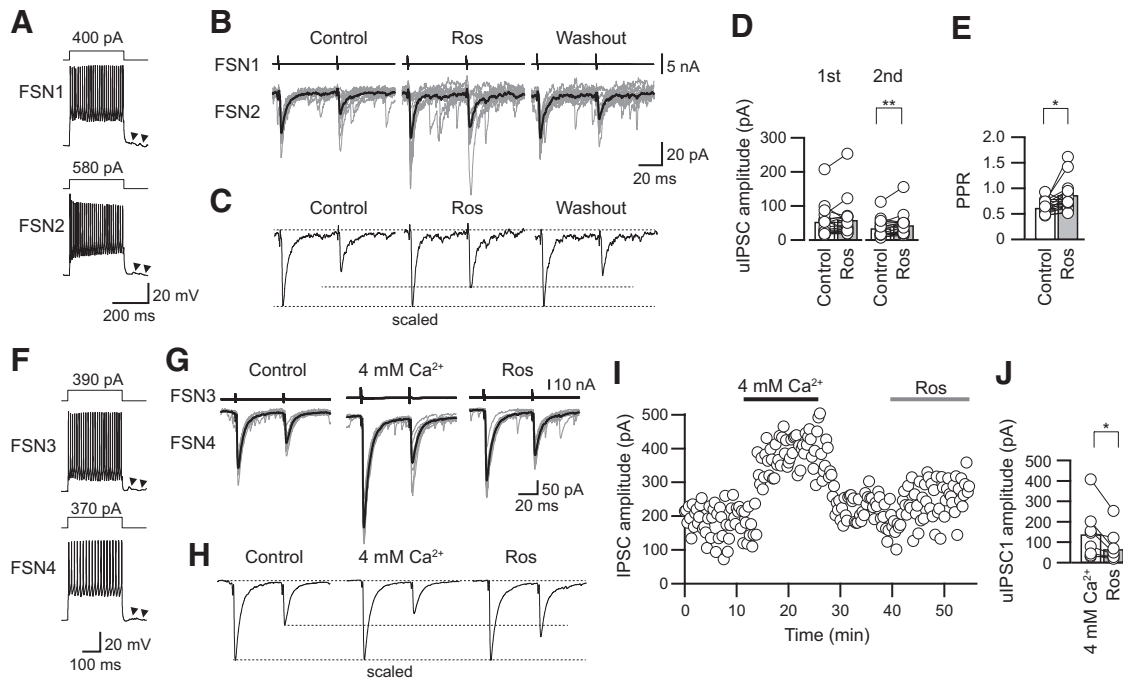 A
400 pA
FSN1
580 pA
FSN2
20 mV
200 ms
B
Control Ros Washout
FSN1
5 nA
FSN2
20 pA
20 ms
C
Control Ros Washout
scaled
D
1st 2nd
**
uIPSC amplitude (pA)
300
200
100
0
Control Ros Control Ros
E
*
PPR
2.0
1.5
1.0
0.5
0
Control Ros
F
390 pA
FSN3
370 pA
FSN4
20 mV
100 ms
G
Control 4 mM Ca²⁺ Ros
10 nA
FSN3
FSN4
50 pA
20 ms
H
Control 4 mM Ca²⁺ Ros
scaled
I
4 mM Ca²⁺ Ros
IPSC amplitude (pA)
500
400
300
200
100
0
0 10 20 30 40 50
Time (min)
J
*
uIPSC1 amplitude (pA)
500
400
300
200
100
0
4 mM Ca²⁺ Ros